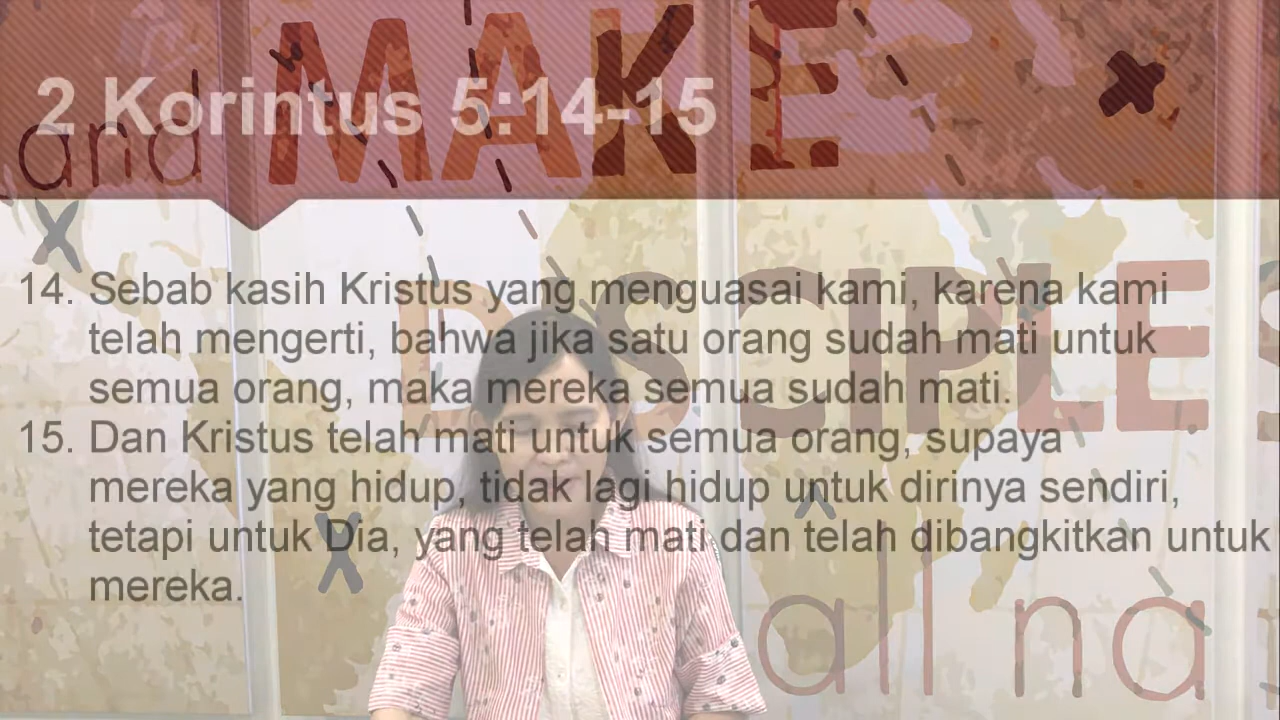 and MAKE
2 Korintus 5:14-15
DISCIPLES
14. Sebab kasih Kristus yang menguasai kami, karena kami
telah mengerti, bahwa jika satu orang sudah mati untuk
semua orang, maka mereka semua sudah mati.
15. Dan Kristus telah mati untuk semua orang, supaya
mereka yang hidup, tidak lagi hidup untuk dirinya sendiri,
tetapi untuk Dia, yang telah mati dan telah dibangkitkan untuk
mereka.
all na